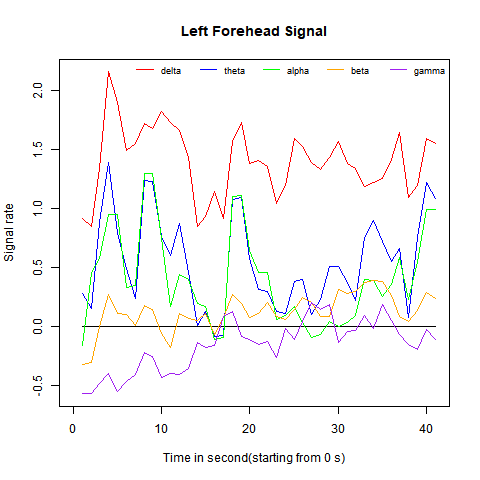 Left Forehead Signal
delta theta alpha beta gamma
Signal rate
2.0
1.5
1.0
0.5
0.0
-0.5
0 10 20 30 40
Time in second(starting from 0 s)